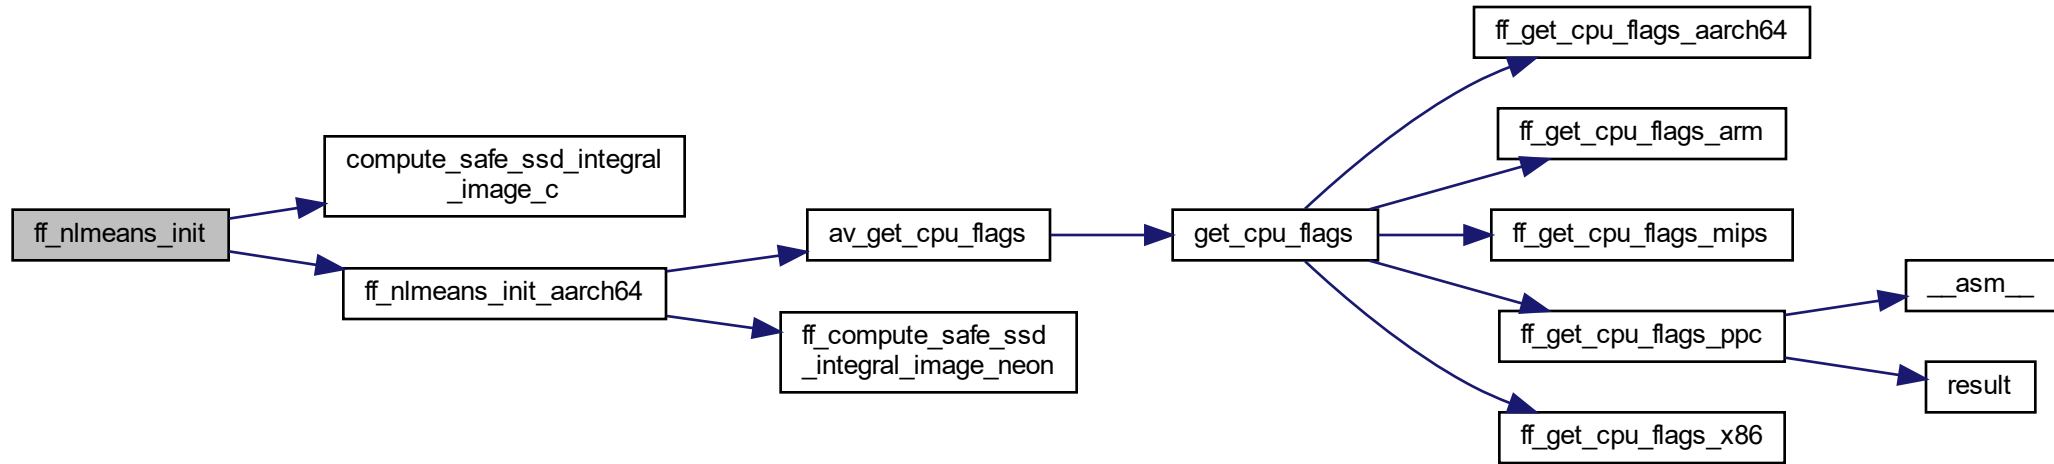 ff_nlmeans_init
compute_safe_ssd_integral
_image_c
ff_nlmeans_init_aarch64
av_get_cpu_flags
ff_compute_safe_ssd
_integral_image_neon
get_cpu_flags
ff_get_cpu_flags_aarch64
ff_get_cpu_flags_arm
ff_get_cpu_flags_mips
ff_get_cpu_flags_ppc
ff_get_cpu_flags_x86
__asm__
result